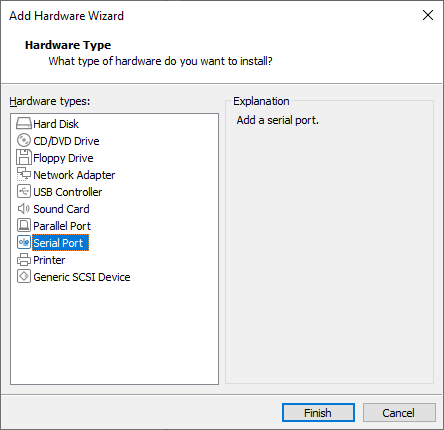 Add Hardware Wizard
Hardware Type
What type of hardware do you want to install?
Hardware types:
Explanation
Hard Disk
Add a serial port.
CD/DVD Drive
Floppy Drive
Network Adapter
USB Controller
Sound Card
Parallel Port
Serial Port
Printer
Generic SCSI Device
Finish
Cancel